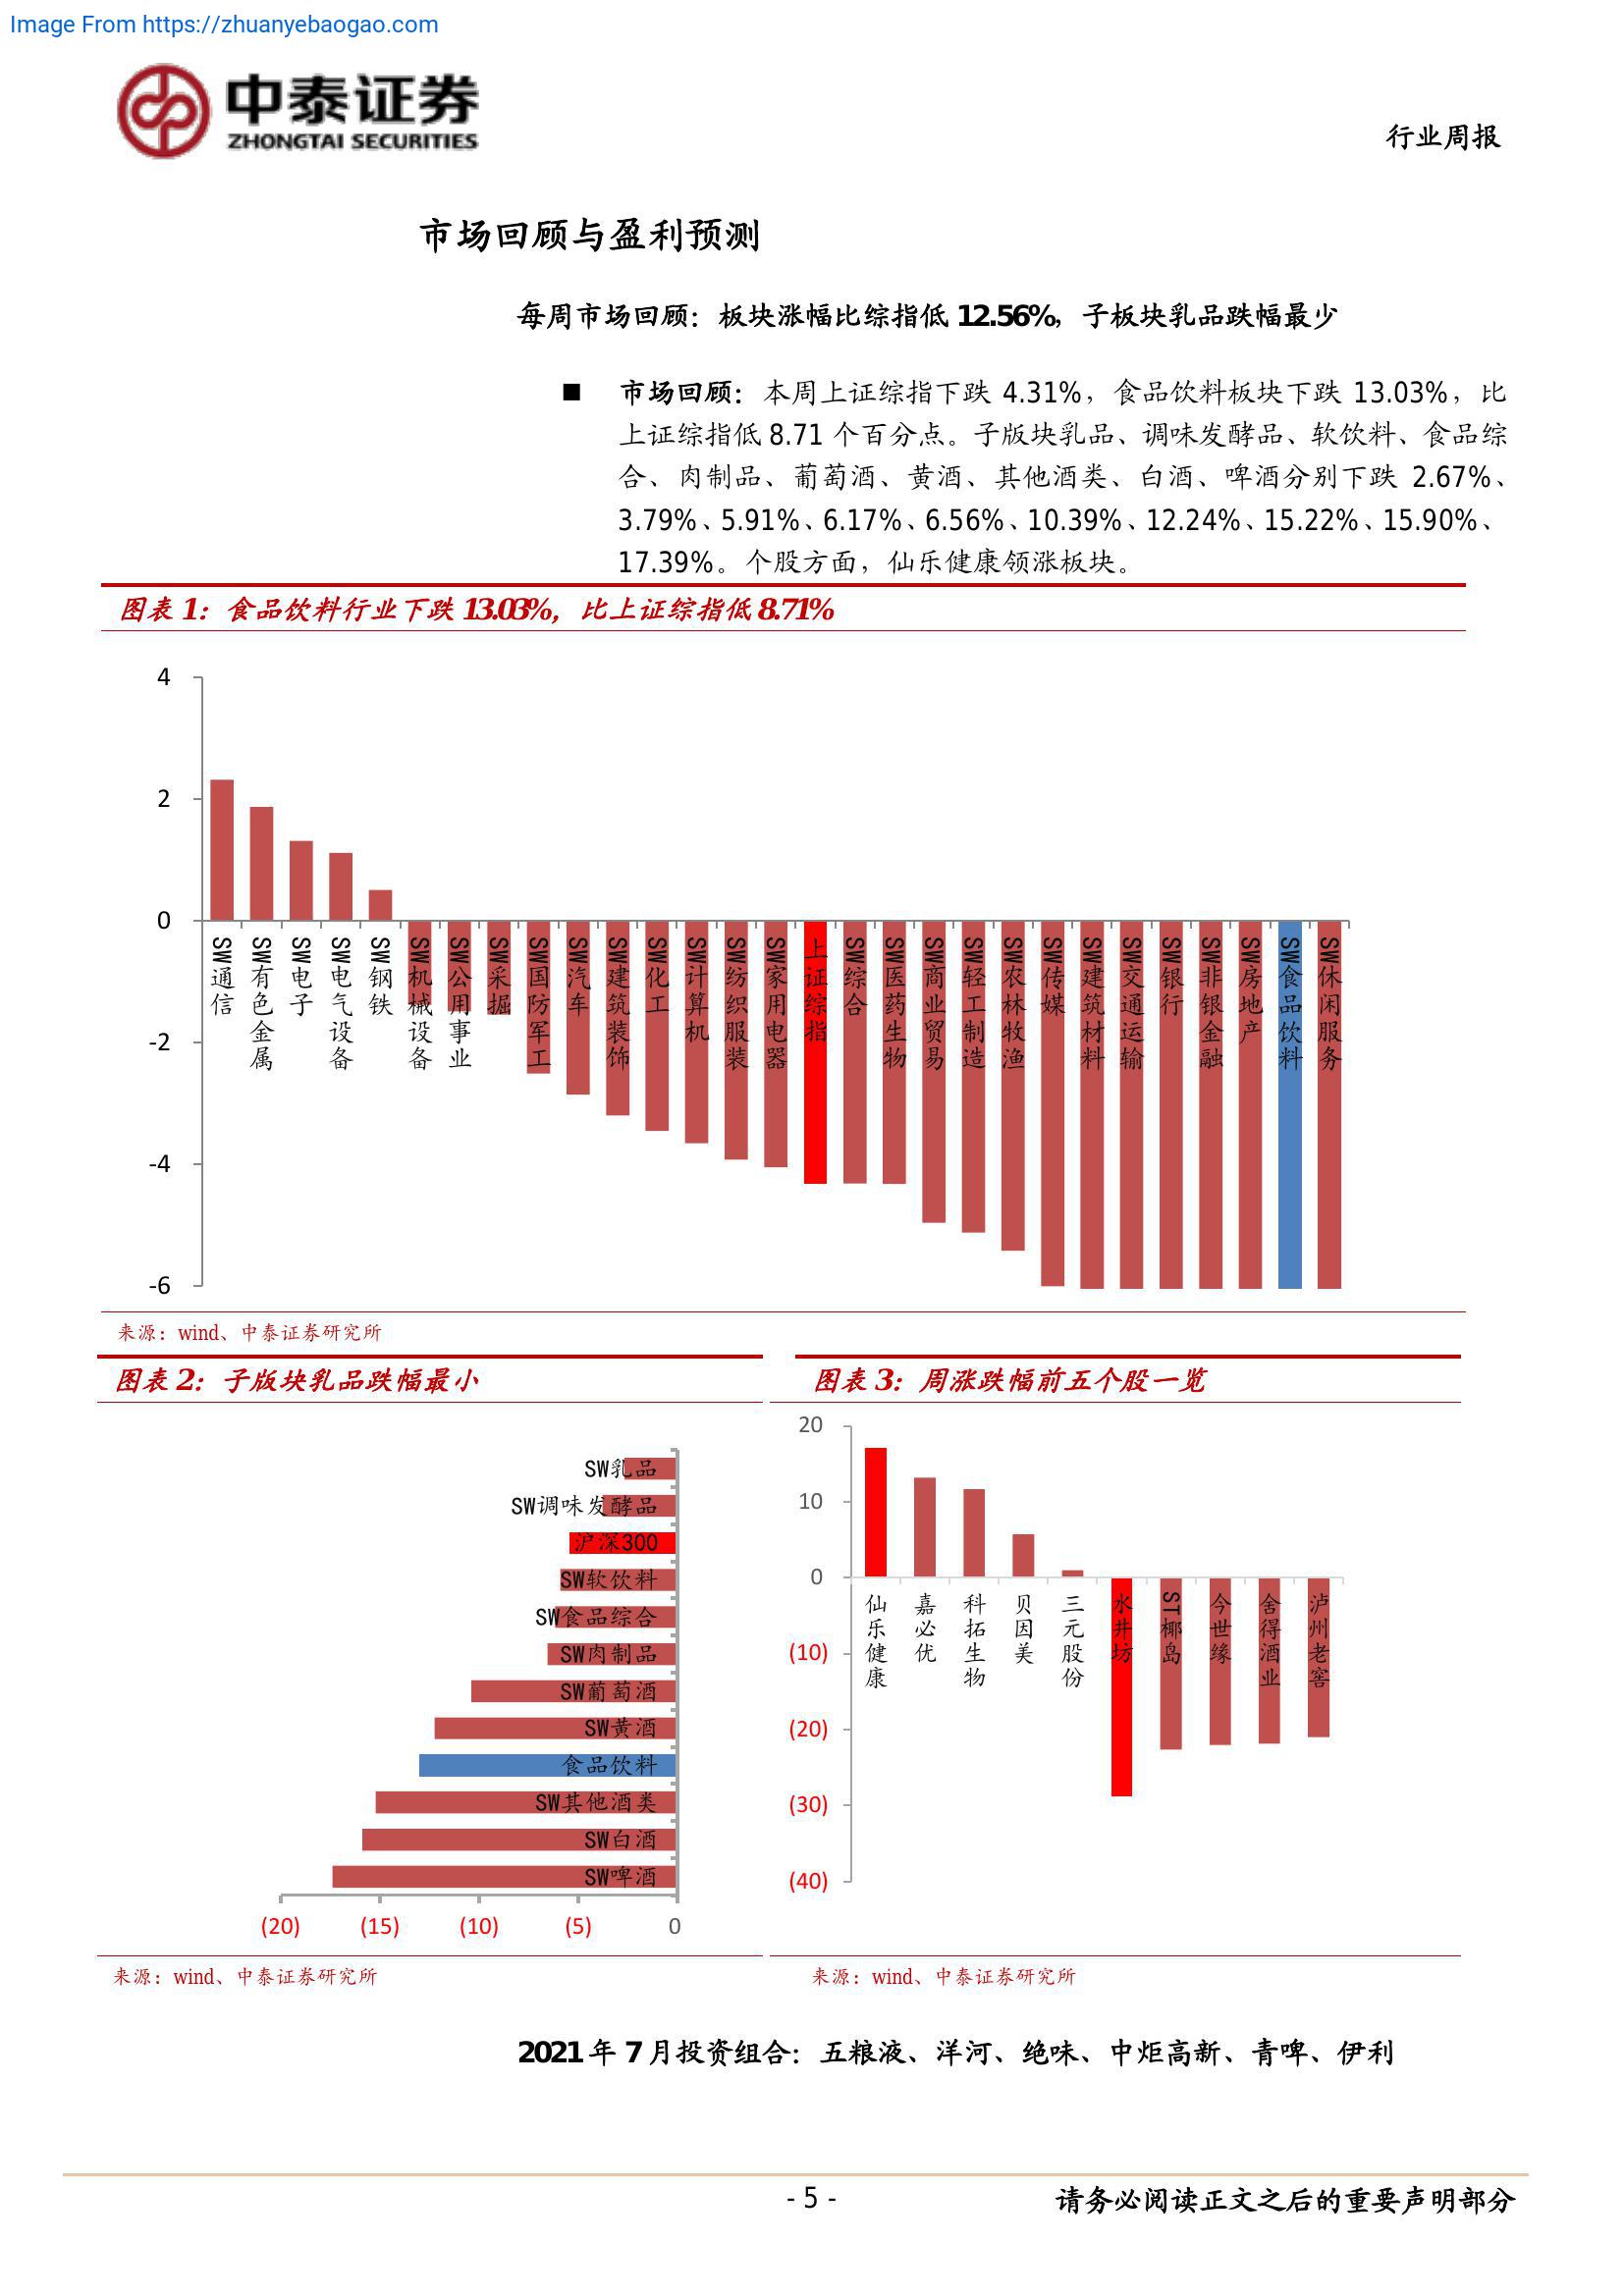 Image From https://zhuanyebaogao.com
中泰证券
ZHONGTAI SECURITIES
行业周报
市场回顾与盈利预测
每周市场回顾：板块涨幅比综指低 12.56%，子板块乳品跌幅最少
■ 市场回顾：本周上证综指下跌 4.31%，食品饮料板块下跌 13.03%，比
上证综指低 8.71 个百分点。子版块乳品、调味发酵品、软饮料、食品综
合、肉制品、葡萄酒、黄酒、其他酒类、白酒、啤酒分别下跌 2.67%、
3.79%、5.91%、6.17%、6.56%、10.39%、12.24%、15.22%、15.90%、
17.39%。个股方面，仙乐健康领涨板块。
图表 1：食品饮料行业下跌 13.03%，比上证综指低 8.71%
4
2
0
-2
-4
-6
SW通信
SW有色金属
SW电子
SW电气设备
SW钢铁
SW机械设备
SW公用事业
SW采掘
SW国防军工
SW汽车
SW建筑装饰
SW化工
SW计算机
SW纺织服装
SW家用电器
上证综指
SW综合
SW医药生物
SW商业贸易
SW轻工制造
SW农林牧渔
SW传媒
SW建筑材料
SW交通运输
SW银行
SW非银金融
SW房地产
SW食品饮料
SW休闲服务
来源：wind、中泰证券研究所
图表 2：子版块乳品跌幅最小
SW乳品
SW调味发酵品
沪深300
SW软饮料
SW食品综合
SW肉制品
SW葡萄酒
SW黄酒
食品饮料
SW其他酒类
SW白酒
SW啤酒
(20) (15) (10) (5) 0
来源：wind、中泰证券研究所
图表 3：周涨跌幅前五个股一览
20
10
0
(10)
(20)
(30)
(40)
仙乐健康
嘉必优
科拓生物
贝因美
三元股份
水井坊
ST椰岛
今世缘
舍得酒业
泸州老窖
来源：wind、中泰证券研究所
2021 年 7 月投资组合：五粮液、洋河、绝味、中炬高新、青啤、伊利
- 5 -
请务必阅读正文之后的重要声明部分